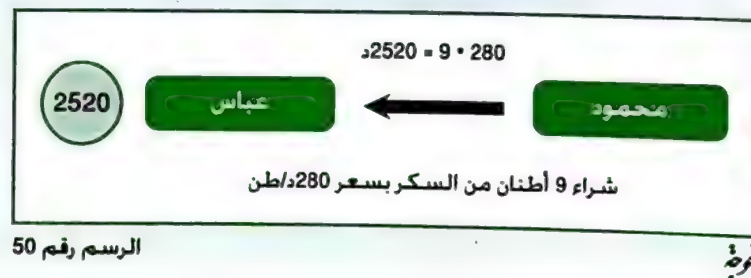 280 • 9 = 2520د
محمود
عباس
2520
شراء 9 أطنان من السكر بسعر 280د/طن
الرسم رقم 50